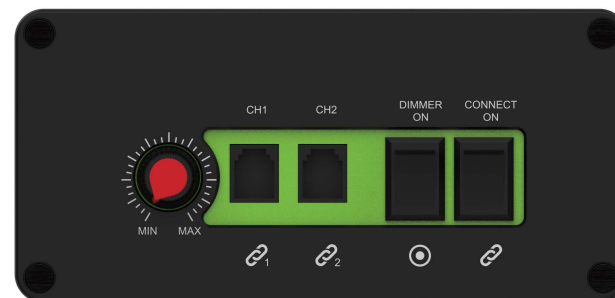 CH1
CH2
DIMMER
ON
CONNECT
ON
MIN
MAX
1
2